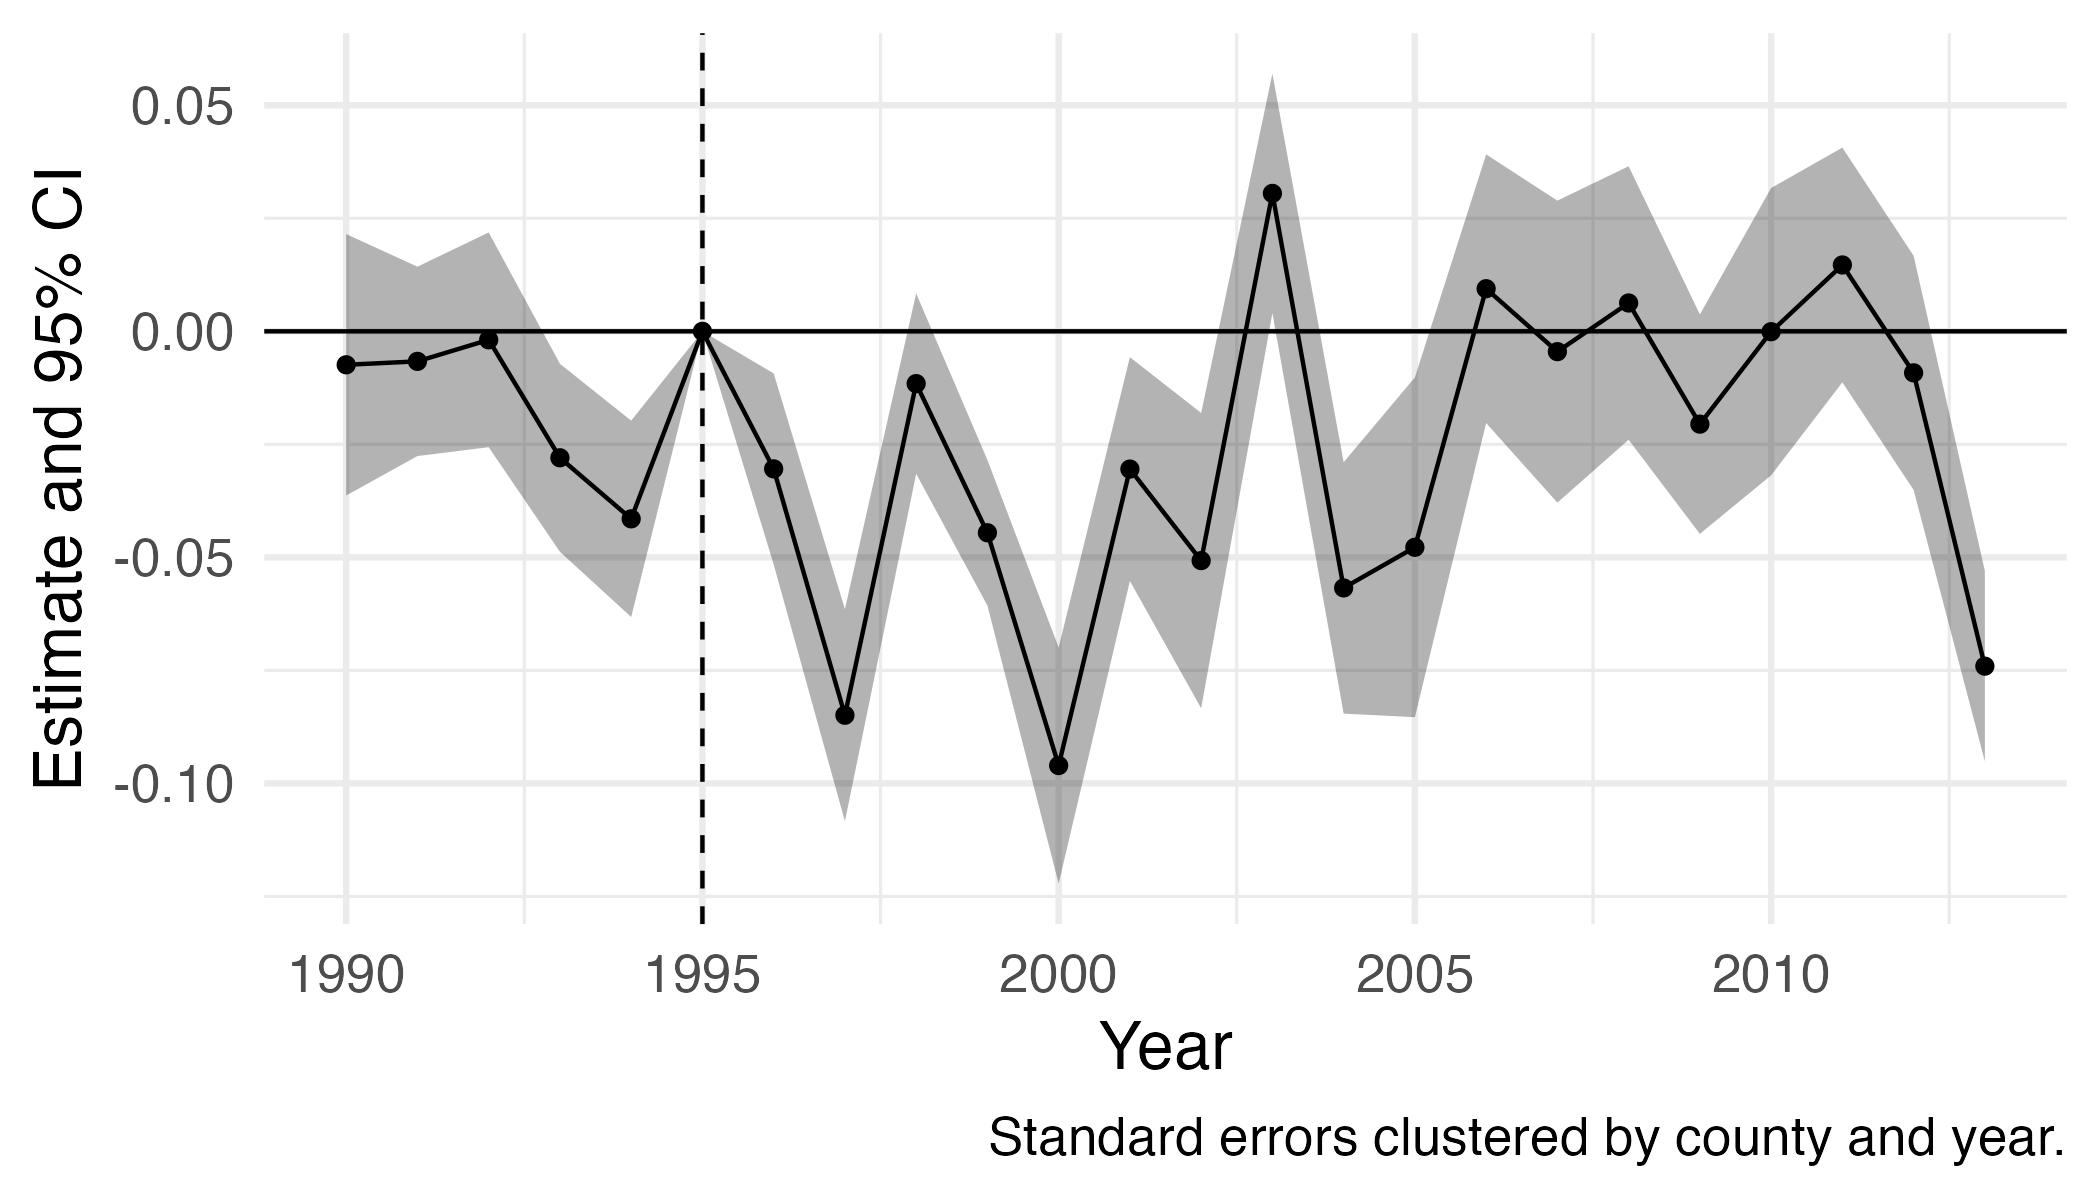 Estimate and 95% CI
0.05
0.00
-0.05
-0.10
1990 1995 2000 2005 2010
Year
Standard errors clustered by county and year.